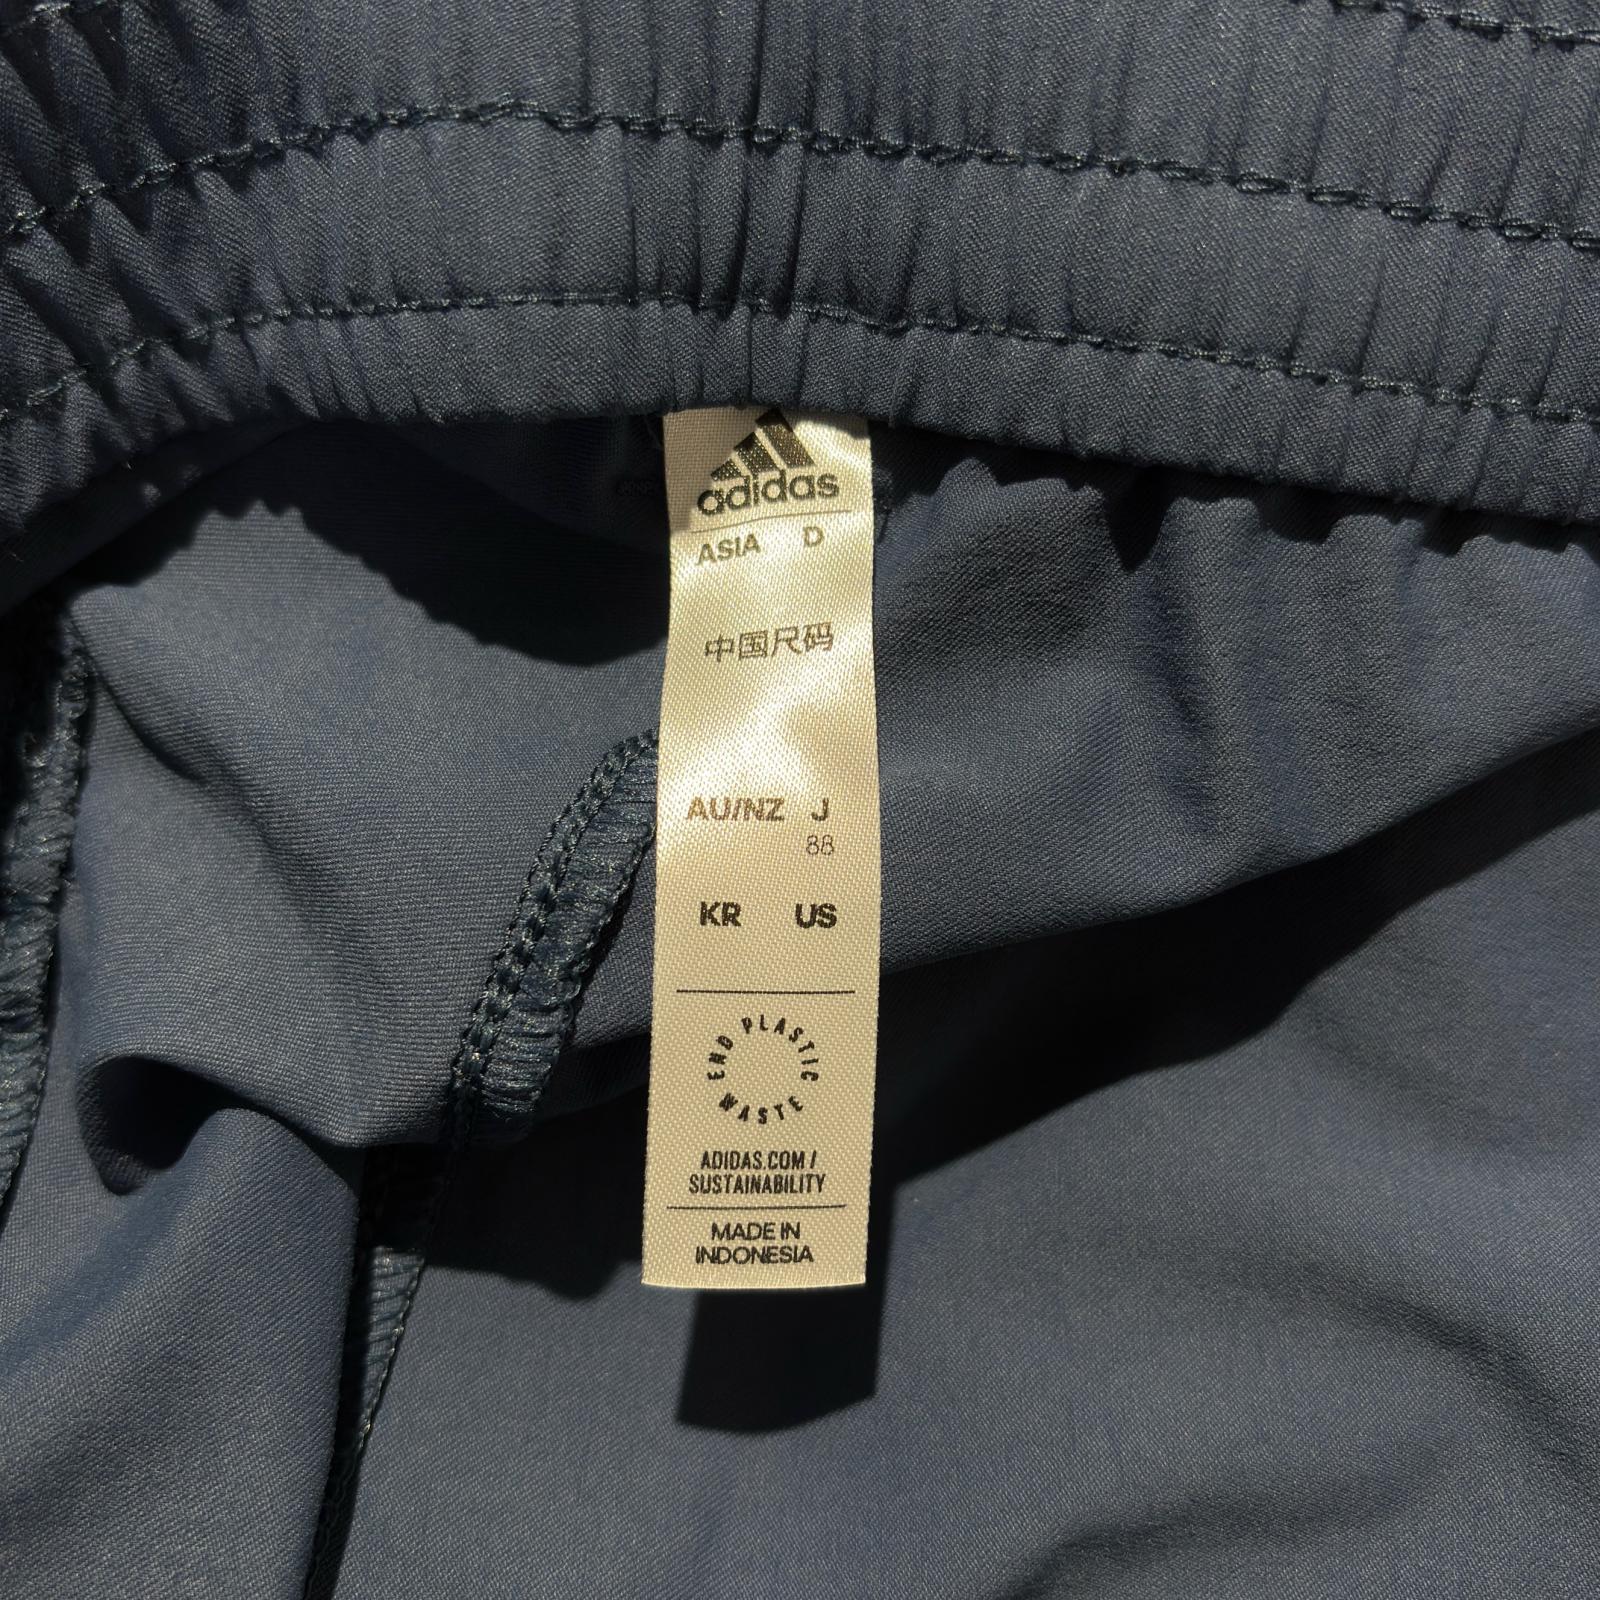 adidas
ASIA D
中国尺码
AU/NZ J
88
KR US
END PLASTIC WASTE
ADIDAS.COM /
SUSTAINABILITY
MADE IN
INDONESIA